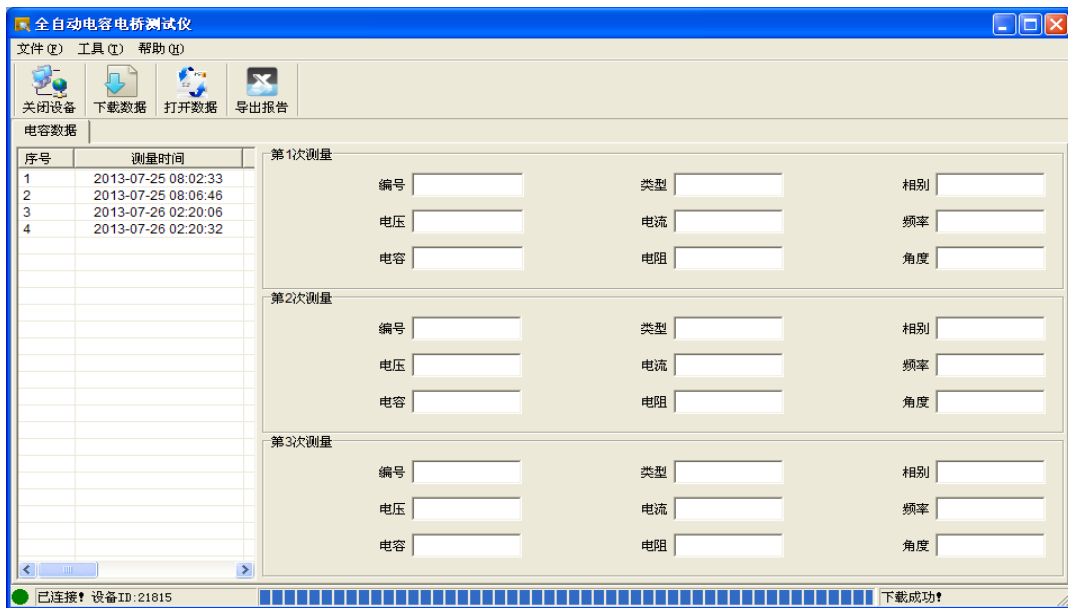 全自动电容电桥测试仪
文件(F) 工具(T) 帮助(H)
关闭设备 下载数据 打开数据 导出报告
电容数据
序号 测量时间
1 2013-07-25 08:02:33
2 2013-07-25 08:06:46
3 2013-07-26 02:20:06
4 2013-07-26 02:20:32
第1次测量
编号 类型 相别
电压 电流 频率
电容 电阻 角度
第2次测量
编号 类型 相别
电压 电流 频率
电容 电阻 角度
第3次测量
编号 类型 相别
电压 电流 频率
电容 电阻 角度
已连接! 设备ID:21815 下载成功!